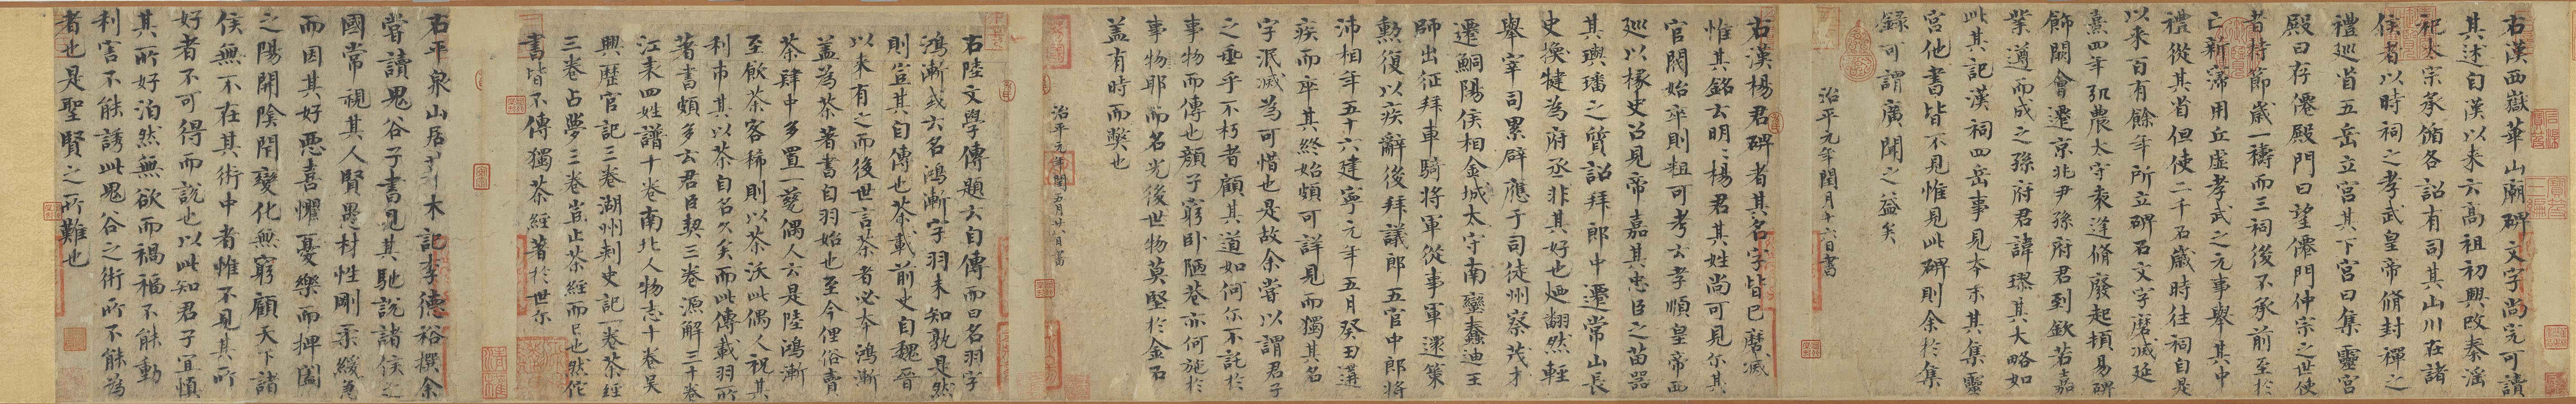 右漢西嶽華山廟碑文字尚完可讀
其述自漢以来云高祖初興改秦淫
祀太宗承循各詔有司其山川在諸
侯者以時祠之孝武皇帝脩封禪之
禮巡省五岳立宮其下宮曰集靈宮
殿曰存僊殿門曰望僊門仲宗之世使
者持節歲一禱而三祠後不承前至於
亡新寖用丘虛孝武之元事舉其中
禮從其省但使二千石歲時往祠自是
以来百有餘年所立碑石文字磨滅延
熹四年弘農太守袁逢脩廢起頓易碑
飾闕會遷京兆尹孫府君到欽若嘉
業遵而成之孫府君諱璆其大略如
此其記漢祠四岳事見本末其集靈
宮他書皆不見惟見此碑則余於集
録可謂廣聞之益矣
治平元年閏月十六日書
右漢楊君碑者其名字皆已磨滅
惟其銘云明明楊君其姓尚可見尔其
官閥始卒則粗可考云孝順皇帝西
巡以掾史召見帝嘉其忠臣之苗器
其璵璠之質詔拜郎中遷常山長
史換犍為府丞非其好也廼翻然輕
舉宰司累辟應于司徒州察茂才
遷鮦陽侯相金城太守南蠻蠢迪王
師出征拜車騎將軍從事軍還策
勲復以疾辭後拜議郎五官中郎將
沛相年五十六建寧元年五月癸丑遘
疾而卒其終始頗可詳見而獨其名
字泯滅為可惜也是故余嘗以謂君子
之垂乎不朽者顧其道如何尓不託於
事物而傳也顔子窮卧陋巷亦何施於
事物耶而名光後世物莫堅於金石
盖有時而獘也
治平元年閏五月廿八日書
右陸文學傳題云自傳而曰名羽字
鴻漸或云名鴻漸字羽未知孰是然
則豈其自傳也茶載前史自魏晉
以来有之而後世言茶者必本鴻漸
盖為茶著書自羽始也至今俚俗賣
茶肆中多置一甆偶人云是陸鴻漸
至飲茶客稀則以茶沃此偶人祝其
利市其以茶自名久矣而此傳載羽所
著書頗多云君臣契三卷源解三十卷
江表四姓譜十卷南北人物志十卷吴
興歷官記三卷湖州刺史記一卷茶經
三卷占夢三卷豈止茶經而已也然佗
書皆不傳獨茶經著於世尔
右平泉山居草木記李德裕撰余
嘗讀鬼谷子書見其馳說諸侯之
國常視其人賢愚材性剛柔緩急
而因其好惡喜懼憂樂而捭闔
之陽開陰閉變化無窮顧天下諸
侯無不在其術中者惟不見其所
好者不可得而說也以此知君子宜慎
其所好泊然無欲而禍福不能動
利害不能誘此鬼谷之術所不能為
者也是聖賢之所難也